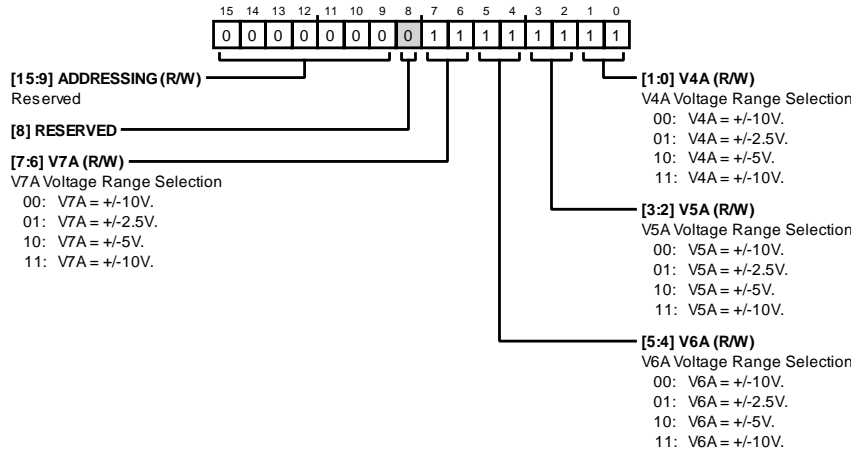 15 14 13 12 11 10 9 8 7 6 5 4 3 2 1 0
0 0 0 0 0 0 0 0 1 1 1 1 1 1 1 1
[15:9] ADDRESSING (R/W)
Reserved
[8] RESERVED
[7:6] V7A (R/W)
V7A Voltage Range Selection
00: V7A = +/-10V.
01: V7A = +/-2.5V.
10: V7A = +/-5V.
11: V7A = +/-10V.
[1:0] V4A (R/W)
V4A Voltage Range Selection
00: V4A = +/-10V.
01: V4A = +/-2.5V.
10: V4A = +/-5V.
11: V4A = +/-10V.
[3:2] V5A (R/W)
V5A Voltage Range Selection
00: V5A = +/-10V.
01: V5A = +/-2.5V.
10: V5A = +/-5V.
11: V5A = +/-10V.
[5:4] V6A (R/W)
V6A Voltage Range Selection
00: V6A = +/-10V.
01: V6A = +/-2.5V.
10: V6A = +/-5V.
11: V6A = +/-10V.